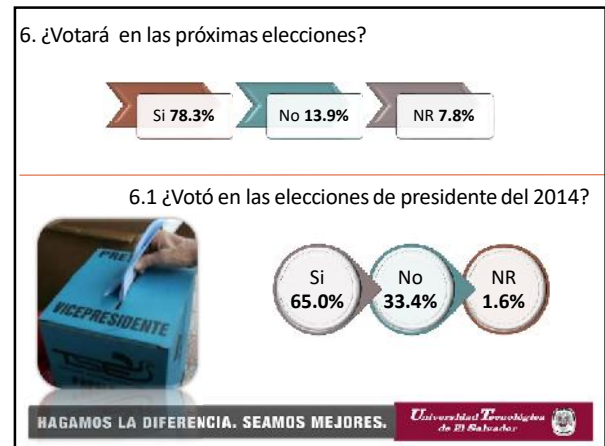 6. ¿Votará en las próximas elecciones?
Si 78.3%
No 13.9%
NR 7.8%
6.1 ¿Votó en las elecciones de presidente del 2014?
Si
65.0%
No
33.4%
NR
1.6%
VICEPRESIDENTE
HAGAMOS LA DIFERENCIA. SEAMOS MEJORES.
Universidad Tecnológica
de El Salvador